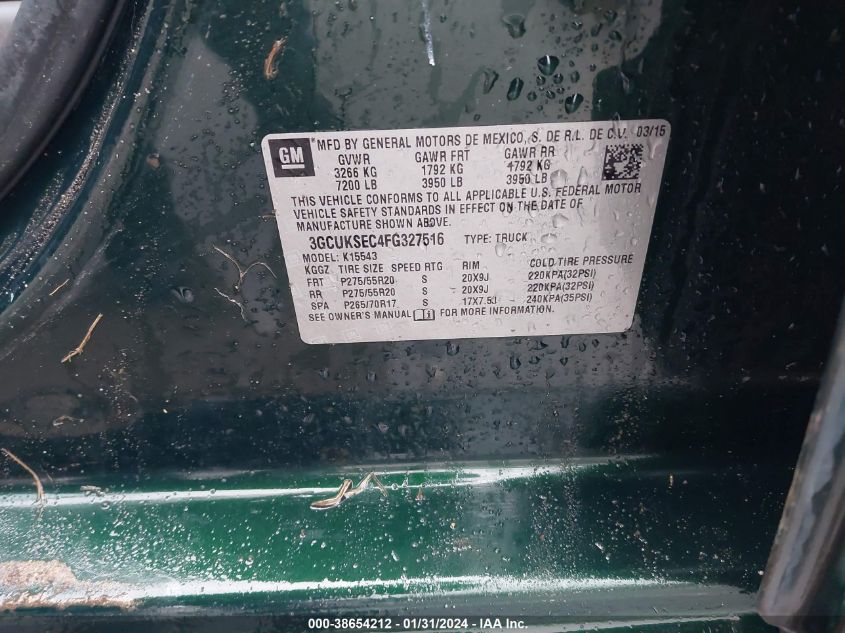 GM
*MFD BY GENERAL MOTORS DE MEXICO, S. DE R.L. DE C.V. 03/15
GVWR GAWR FRT GAWR RR
3266 KG 1792 KG 1792 KG
7200 LB 3950 LB 3950 LB
THIS VEHICLE CONFORMS TO ALL APPLICABLE U.S. FEDERAL MOTOR
VEHICLE SAFETY STANDARDS IN EFFECT ON THE DATE OF
MANUFACTURE SHOWN ABOVE.
3GCUKSEC4FG327516 TYPE: TRUCK
MODEL: K15543
KGGZ TIRE SIZE SPEED RTG RIM COLD TIRE PRESSURE
FRT P275/55R20 S 20X9J 220KPA(32PSI)
RR P275/55R20 S 20X9J 220KPA(32PSI)
SPA P265/70R17 S 17X7.5J 240KPA(35PSI)
SEE OWNER'S MANUAL FOR MORE INFORMATION.
000-38654212 - 01/31/2024 - IAA Inc.